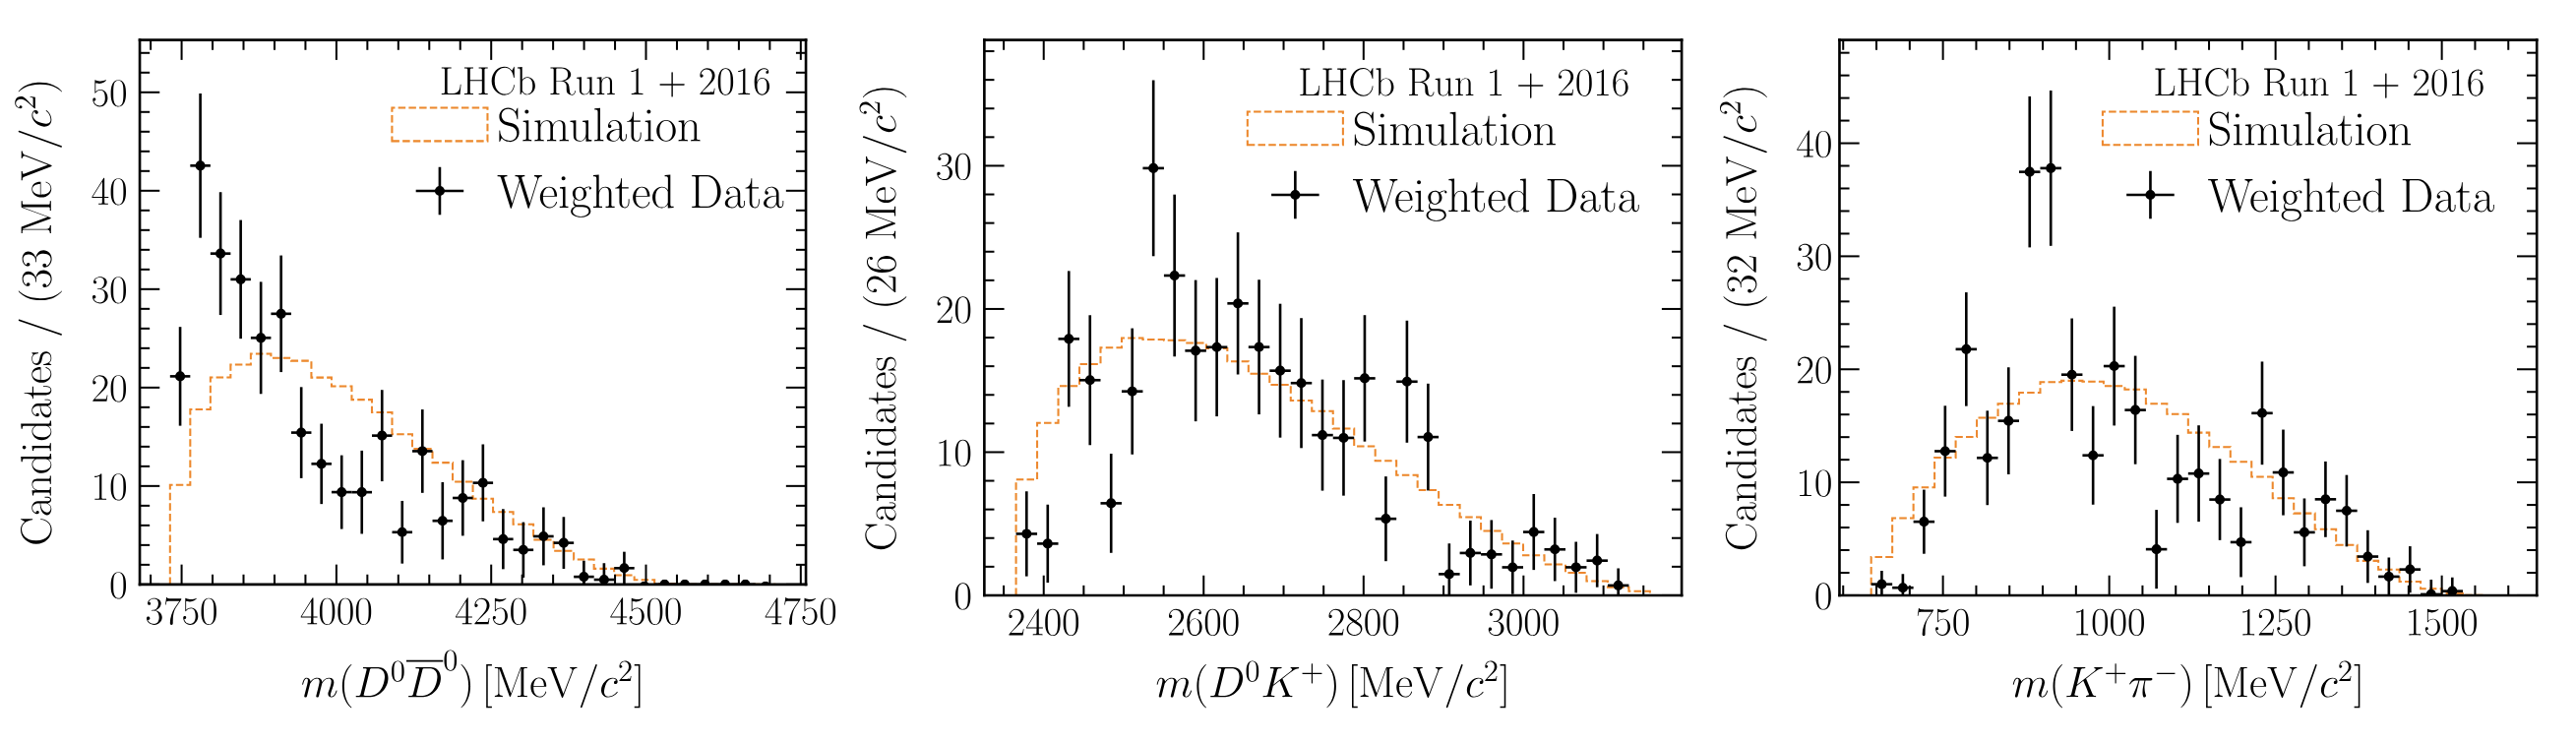 Candidates / (33 MeV/c²)
50
40
30
20
10
0
LHCb Run 1 + 2016
Simulation
Weighted Data
3750 4000 4250 4500 4750
m(D⁰D̅⁰) [MeV/c²]
Candidates / (26 MeV/c²)
30
20
10
0
LHCb Run 1 + 2016
Simulation
Weighted Data
2400 2600 2800 3000
m(D⁰K⁺) [MeV/c²]
Candidates / (32 MeV/c²)
40
30
20
10
0
LHCb Run 1 + 2016
Simulation
Weighted Data
750 1000 1250 1500
m(K⁺π⁻) [MeV/c²]